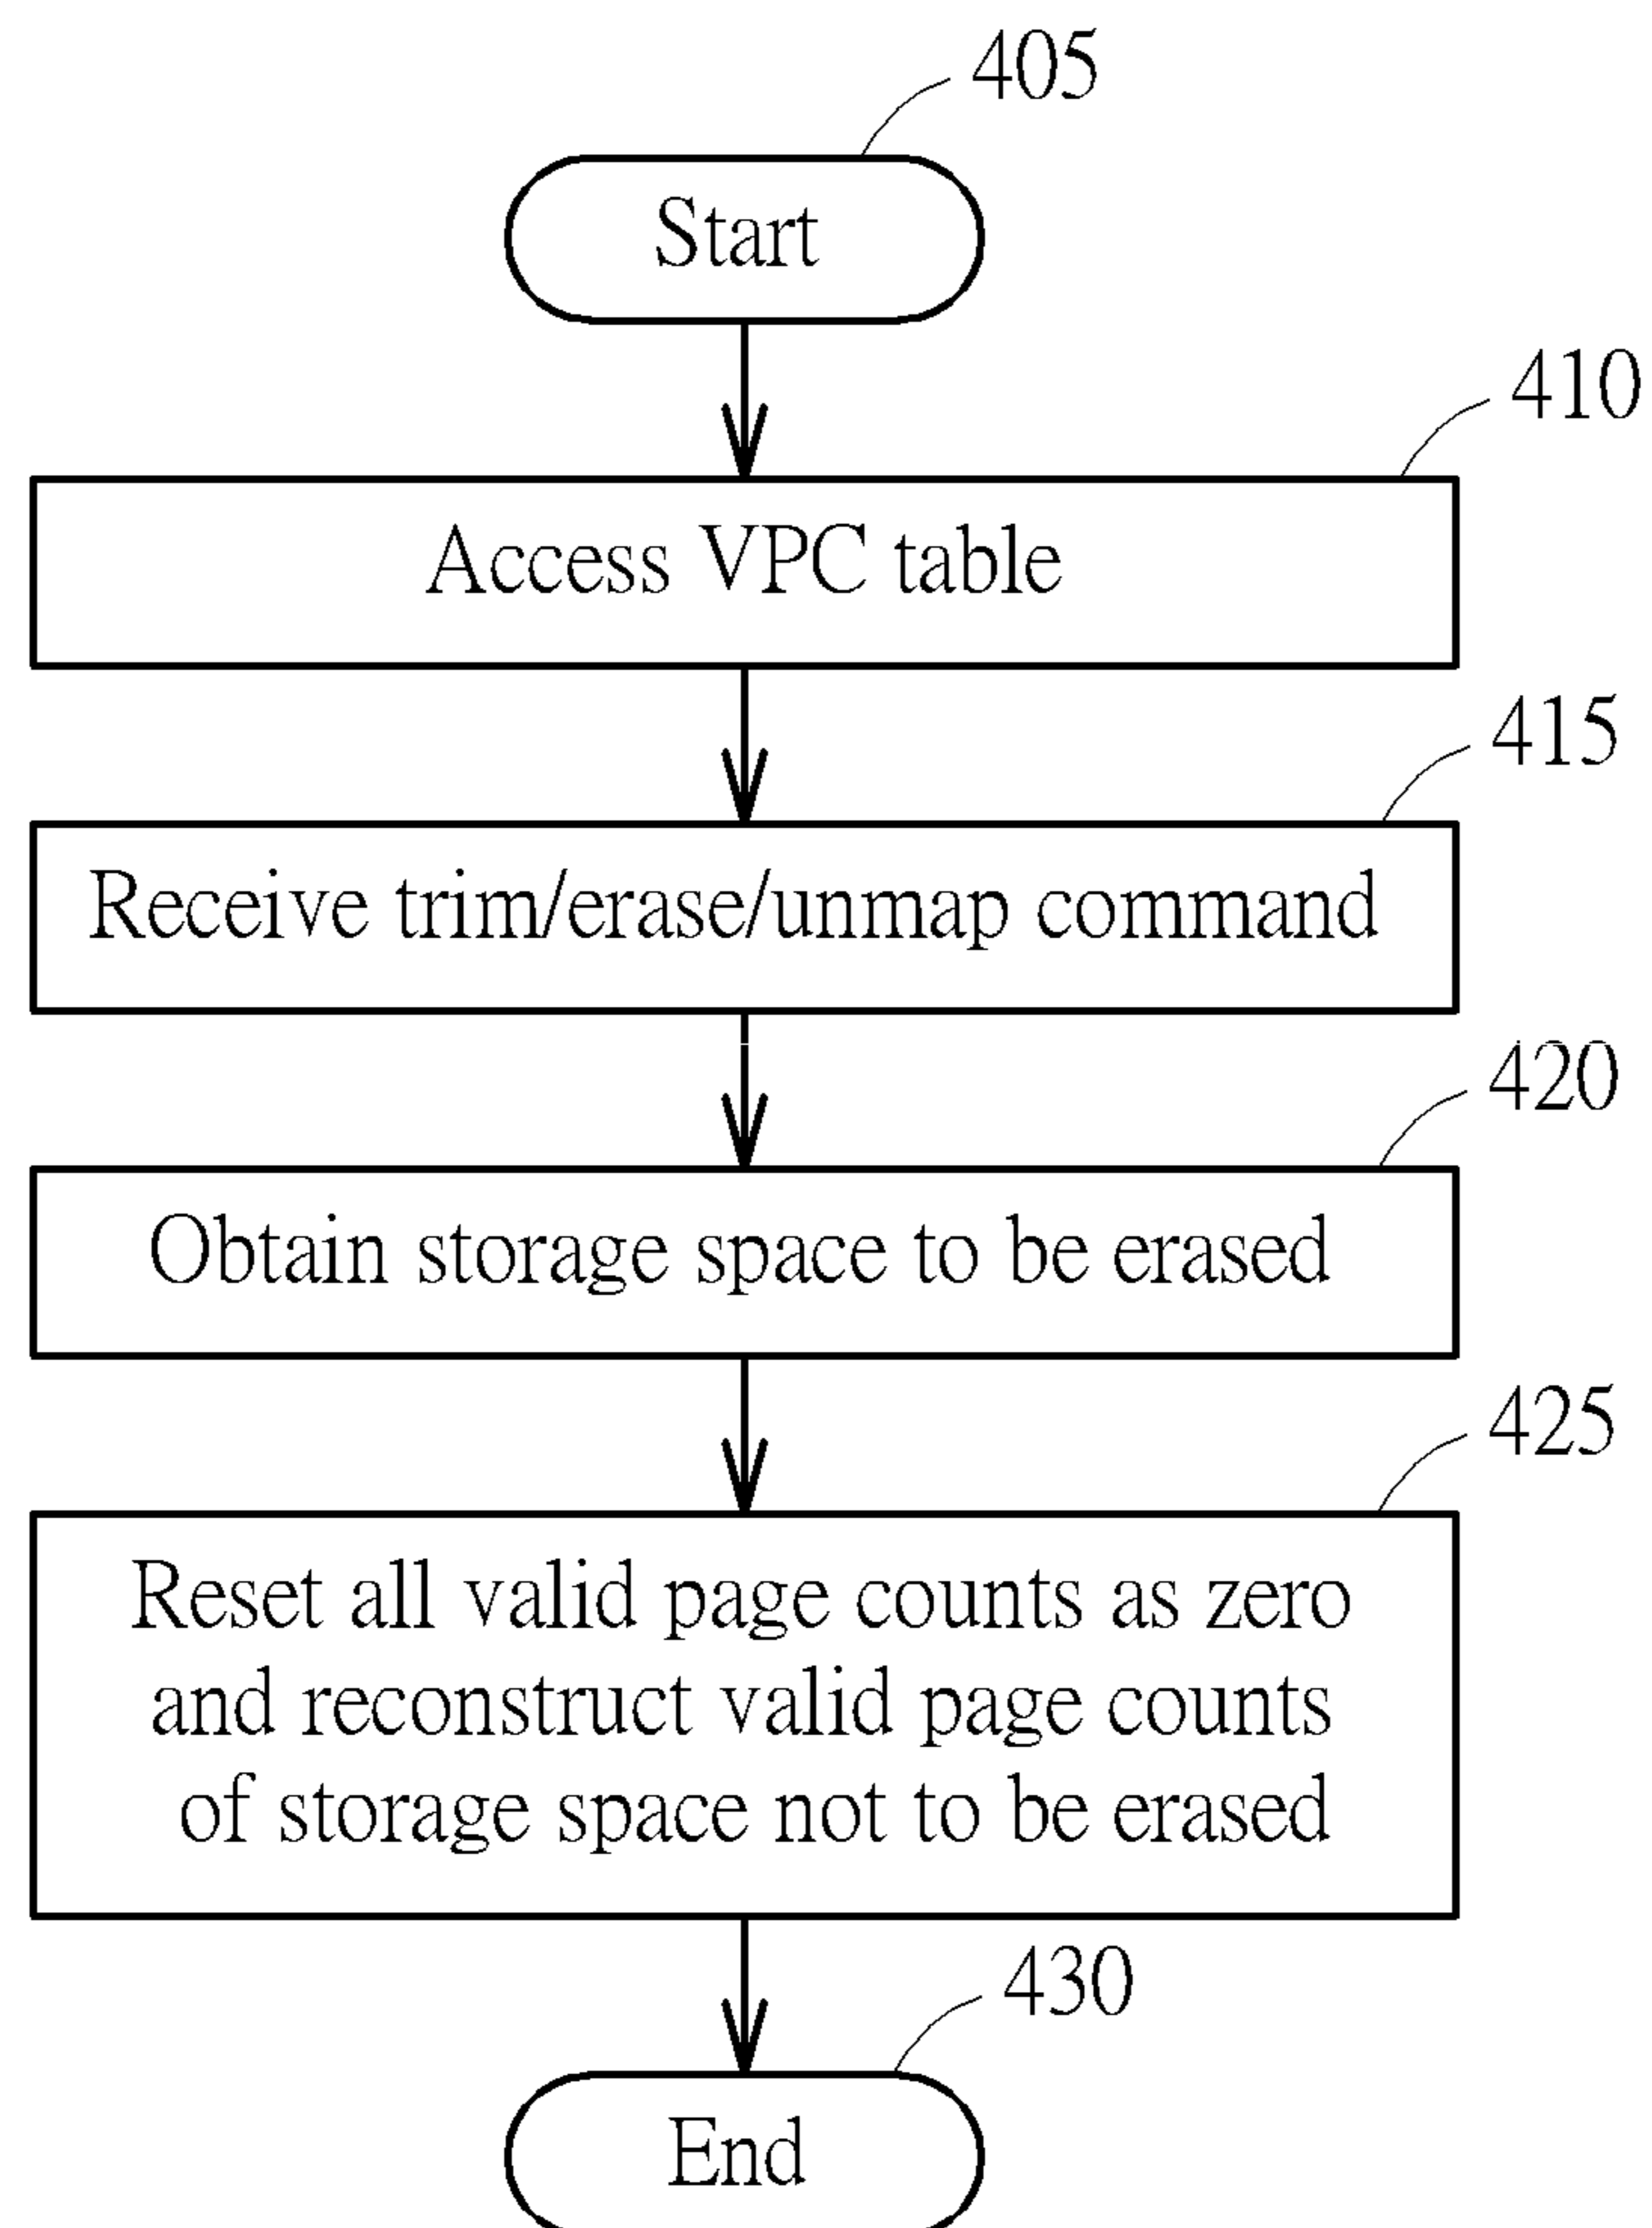 405
Start
410
Access VPC table
415
Receive trim/erase/unmap command
420
Obtain storage space to be erased
425
Reset all valid page counts as zero
and reconstruct valid page counts
of storage space not to be erased
430
End